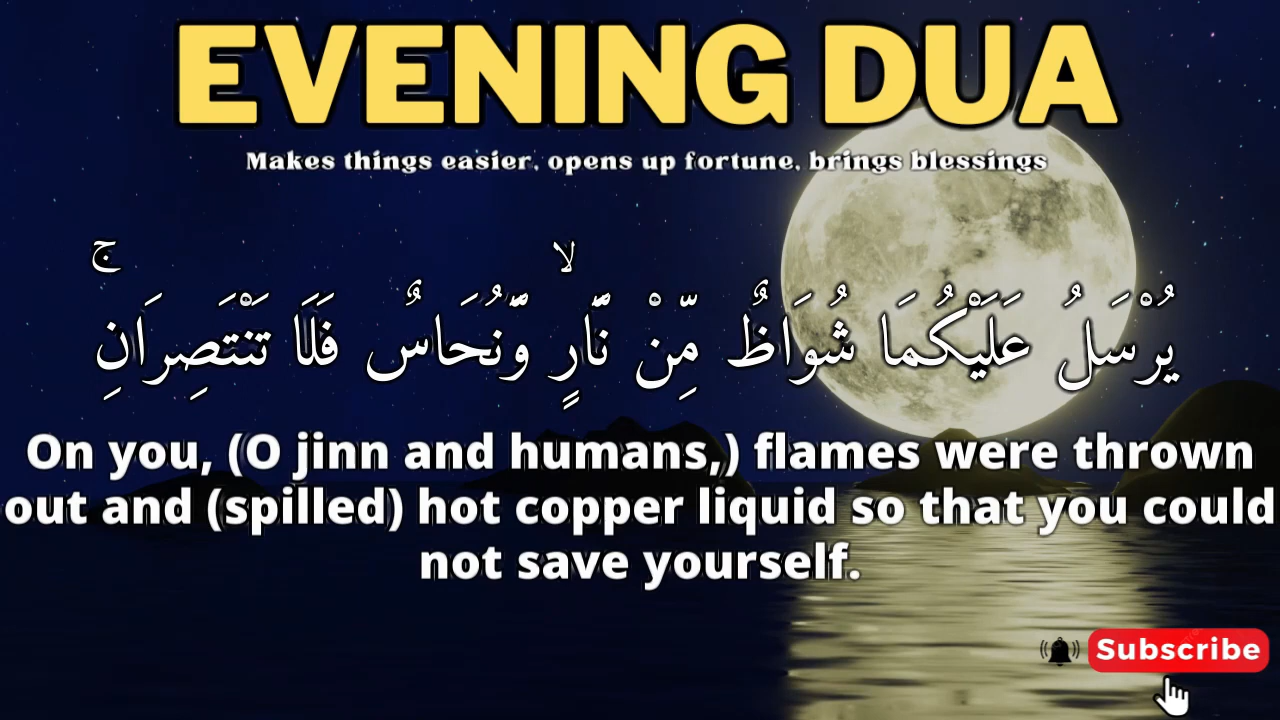 EVENING DUA
Makes things easier, opens up fortune, brings blessings
يُرْسَلُ عَلَيْكُمَا شُوَاظٌ مِّنْ نَّارٍۙ وَّنُحَاسٌ فَلَا تَنْتَصِرَانِۚ
On you, (O jinn and humans,) flames were thrown
out and (spilled) hot copper liquid so that you could
not save yourself.
Subscribe